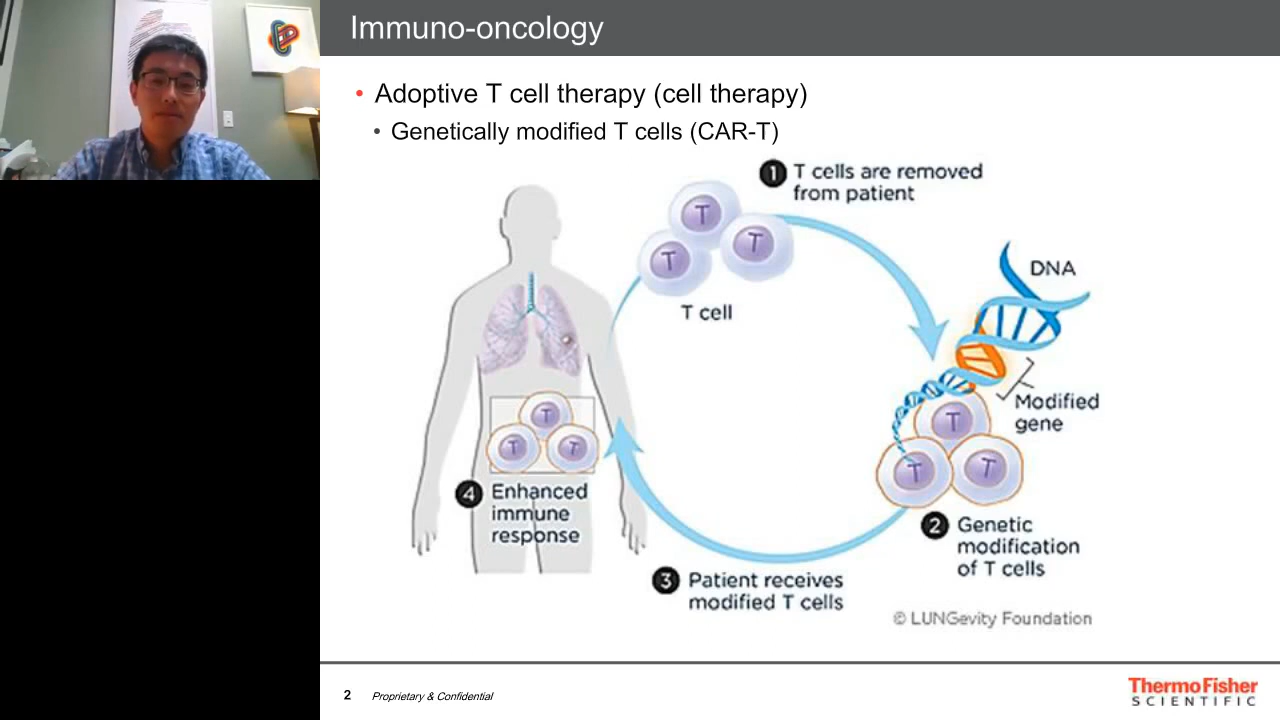 Immuno-oncology
• Adoptive T cell therapy (cell therapy)
• Genetically modified T cells (CAR-T)
1 T cells are removed
from patient
T
T
T
T cell
DNA
Modified
gene
T
T
T
2 Genetic
modification
of T cells
3 Patient receives
modified T cells
T
T
T
4 Enhanced
immune
response
© LUNGevity Foundation
2 Proprietary & Confidential
ThermoFisher
SCIENTIFIC